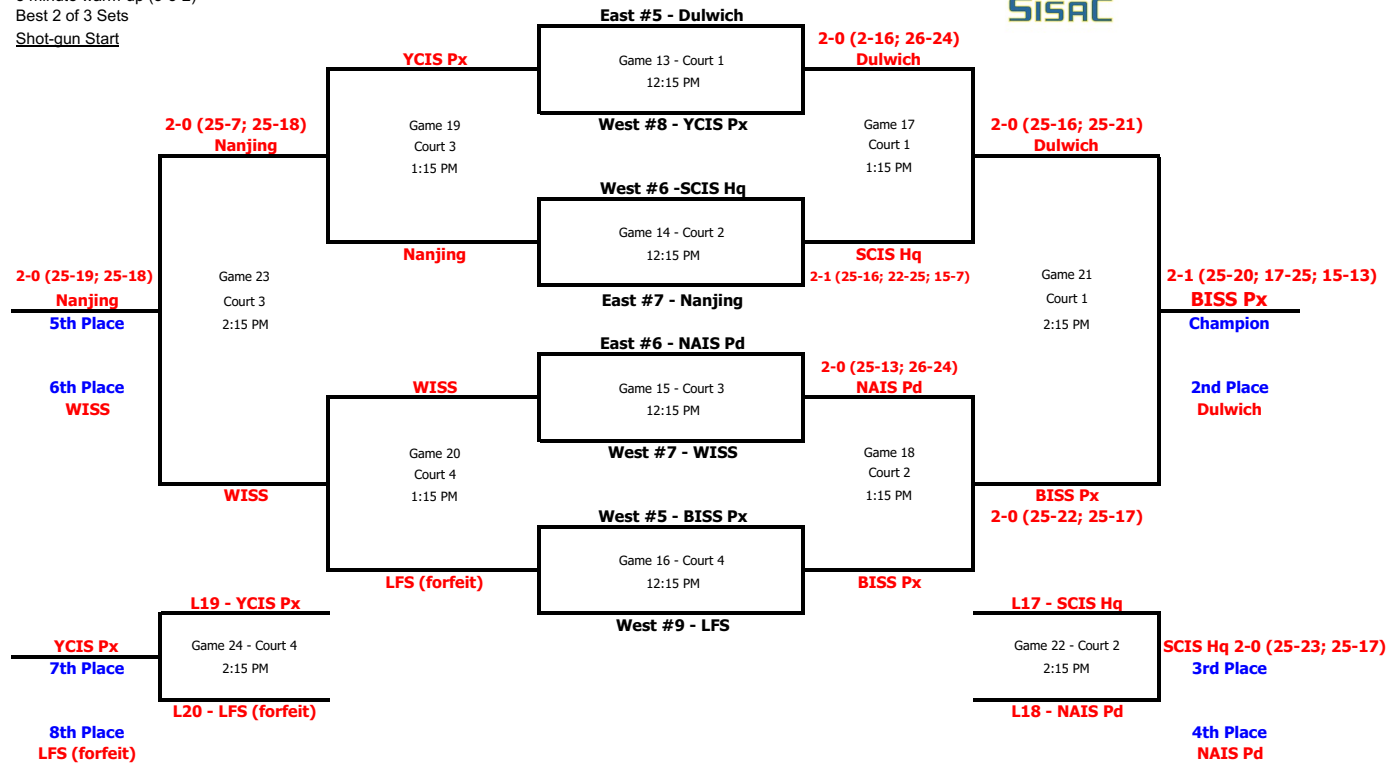 Best 2 of 3 Sets
Shot-gun Start
SISAC
East #5 - Dulwich
2-0 (2-16; 26-24)
YCIS Px
Game 13 - Court 1
Dulwich
12:15 PM
2-0 (25-7; 25-18)
Game 19
West #8 - YCIS Px
Game 17
2-0 (25-16; 25-21)
Nanjing
Court 3
Court 1
Dulwich
1:15 PM
1:15 PM
West #6 -SCIS Hq
Game 14 - Court 2
Nanjing
12:15 PM
SCIS Hq
2-0 (25-19; 25-18)
Game 23
2-1 (25-16; 22-25; 15-7)
Game 21
2-1 (25-20; 17-25; 15-13)
Nanjing
Court 3
East #7 - Nanjing
Court 1
BISS Px
5th Place
2:15 PM
2:15 PM
Champion
East #6 - NAIS Pd
2-0 (25-13; 26-24)
6th Place
WISS
Game 15 - Court 3
NAIS Pd
2nd Place
WISS
12:15 PM
Dulwich
Game 20
West #7 - WISS
Game 18
Court 4
Court 2
WISS
1:15 PM
1:15 PM
BISS Px
West #5 - BISS Px
2-0 (25-22; 25-17)
Game 16 - Court 4
LFS (forfeit)
12:15 PM
BISS Px
L19 - YCIS Px
L17 - SCIS Hq
West #9 - LFS
YCIS Px
Game 24 - Court 4
Game 22 - Court 2
SCIS Hq 2-0 (25-23; 25-17)
7th Place
2:15 PM
2:15 PM
3rd Place
L20 - LFS (forfeit)
L18 - NAIS Pd
8th Place
4th Place
LFS (forfeit)
NAIS Pd